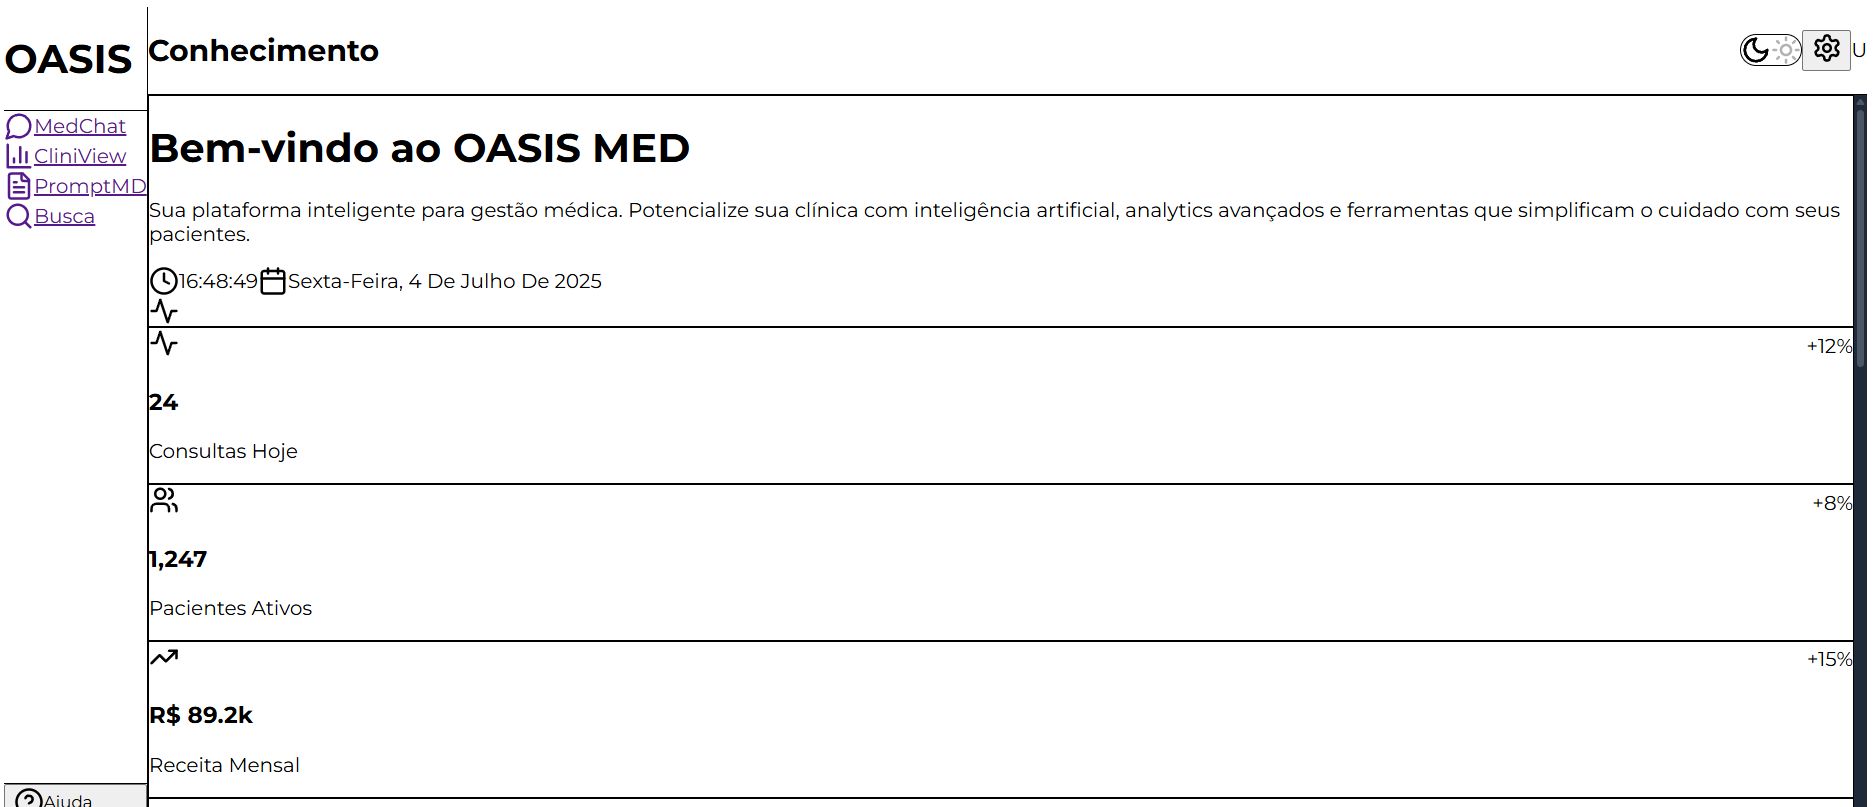 OASIS
Conhecimento
U
MedChat
CliniView
PromptMD
Busca
Bem-vindo ao OASIS MED
Sua plataforma inteligente para gestão médica. Potencialize sua clínica com inteligência artificial, analytics avançados e ferramentas que simplificam o cuidado com seus
pacientes.
16:48:49 Sexta-Feira, 4 De Julho De 2025
+12%
24
Consultas Hoje
+8%
1,247
Pacientes Ativos
+15%
R$ 89.2k
Receita Mensal
Ajuda